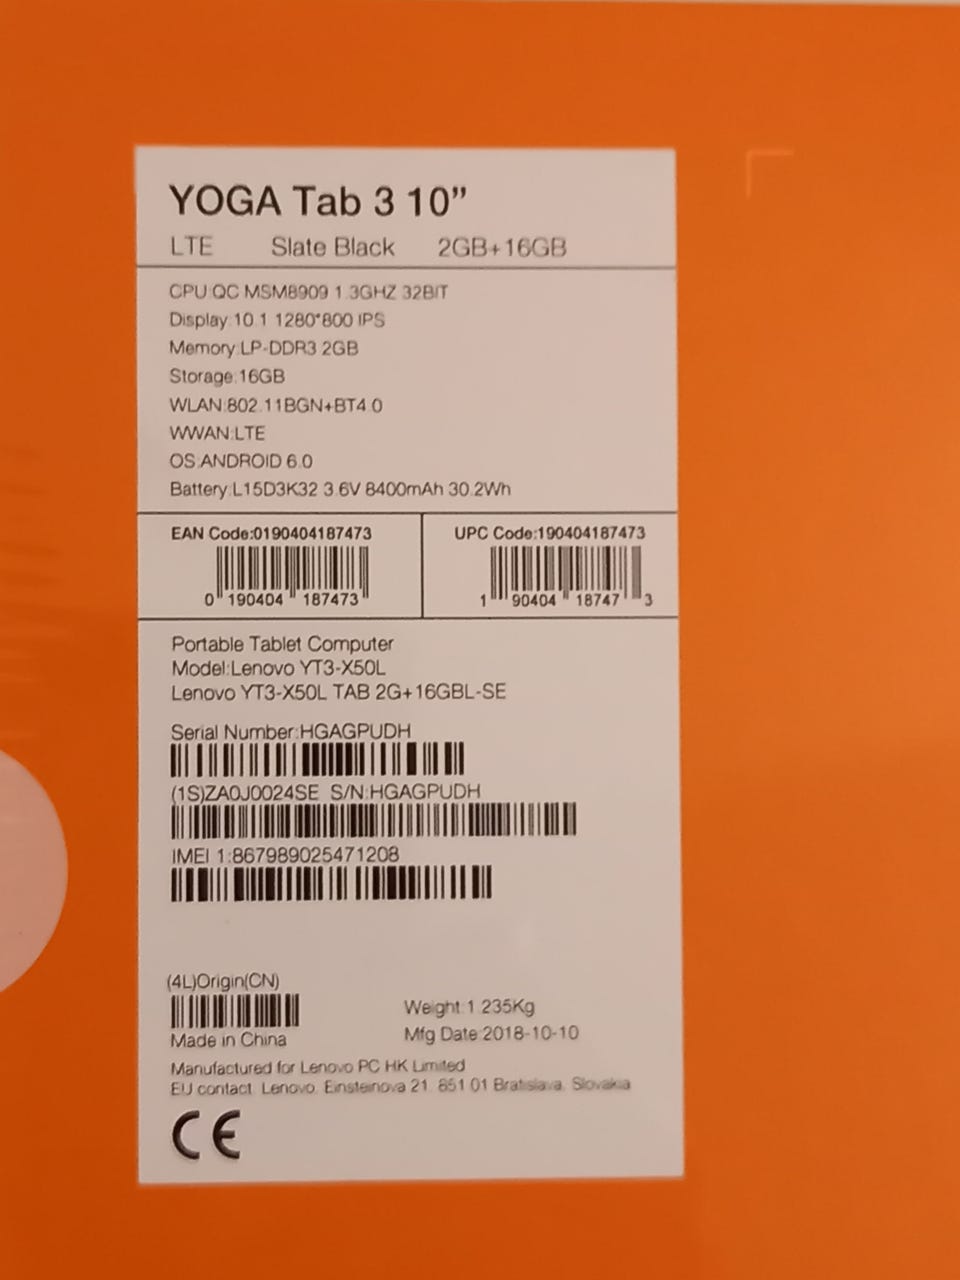 YOGA Tab 3 10”
LTE Slate Black 2GB+16GB
CPU:QC MSM8909 1.3GHZ 32BIT
Display:10.1 1280*800 IPS
Memory:LP-DDR3 2GB
Storage:16GB
WLAN:802.11BGN+BT4.0
WWAN:LTE
OS:ANDROID 6.0
Battery:L15D3K32 3.6V 8400mAh 30.2Wh
EAN Code:0190404187473 UPC Code:190404187473
0 190404 187473 1 90404 18747 3
Portable Tablet Computer
Model:Lenovo YT3-X50L
Lenovo YT3-X50L TAB 2G+16GBL-SE
Serial Number:HGAGPUDH
(1S)ZA0J0024SE S/N:HGAGPUDH
IMEI 1:867989025471208
(4L)Origin(CN)
Weight:1.235Kg
Made in China Mfg Date:2018-10-10
Manufactured for Lenovo PC HK Limited
EU contact: Lenovo, Einsteinova 21, 851 01 Bratislava, Slovakia
CE